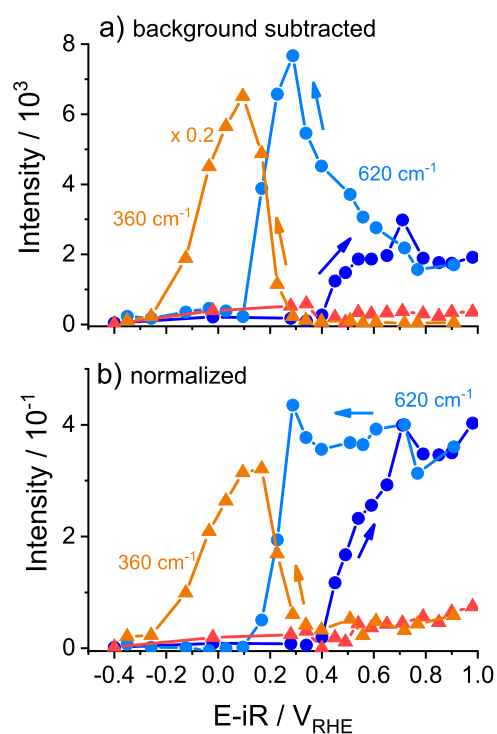 a) background subtracted
8
6
4
2
0
Intensity / 10³
x 0.2
360 cm⁻¹
620 cm⁻¹
b) normalized
4
2
0
Intensity / 10⁻¹
620 cm⁻¹
360 cm⁻¹
-0.4 -0.2 0.0 0.2 0.4 0.6 0.8 1.0
E-iR / V_RHE